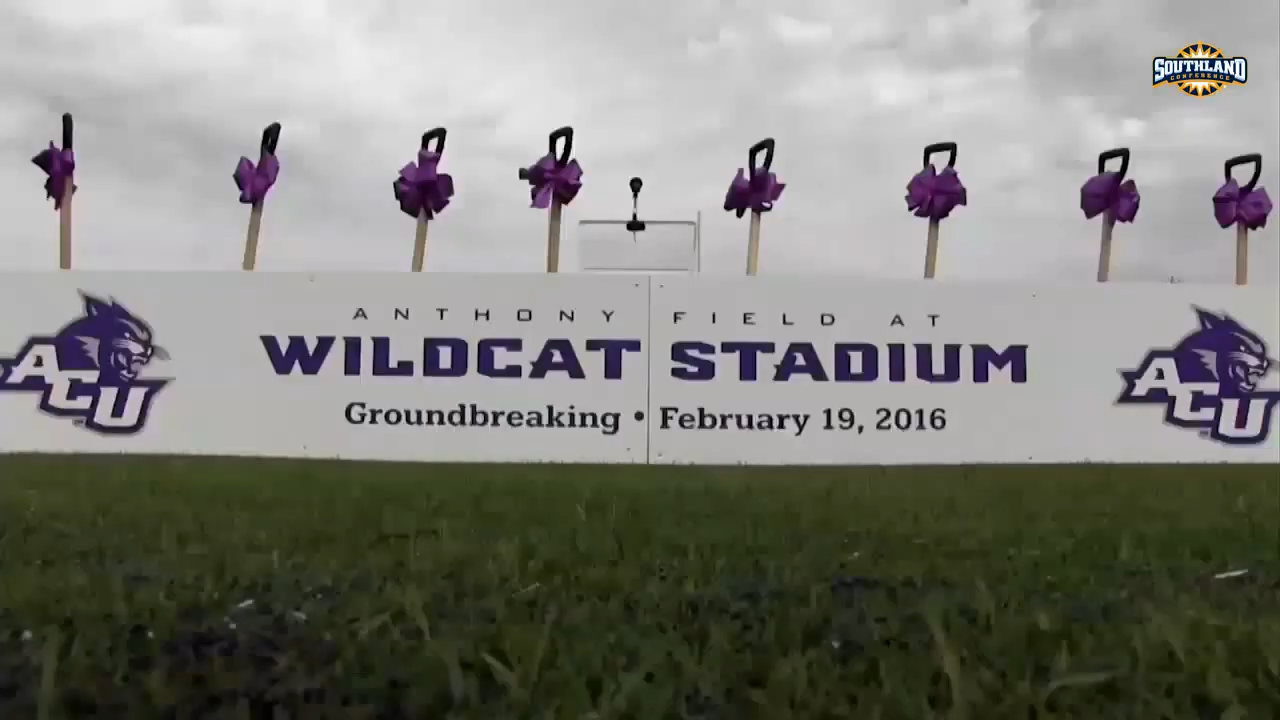 SOUTHLAND
CONFERENCE
ANTHONY FIELD AT
WILDCAT STADIUM
Groundbreaking • February 19, 2016
ACU
ACU